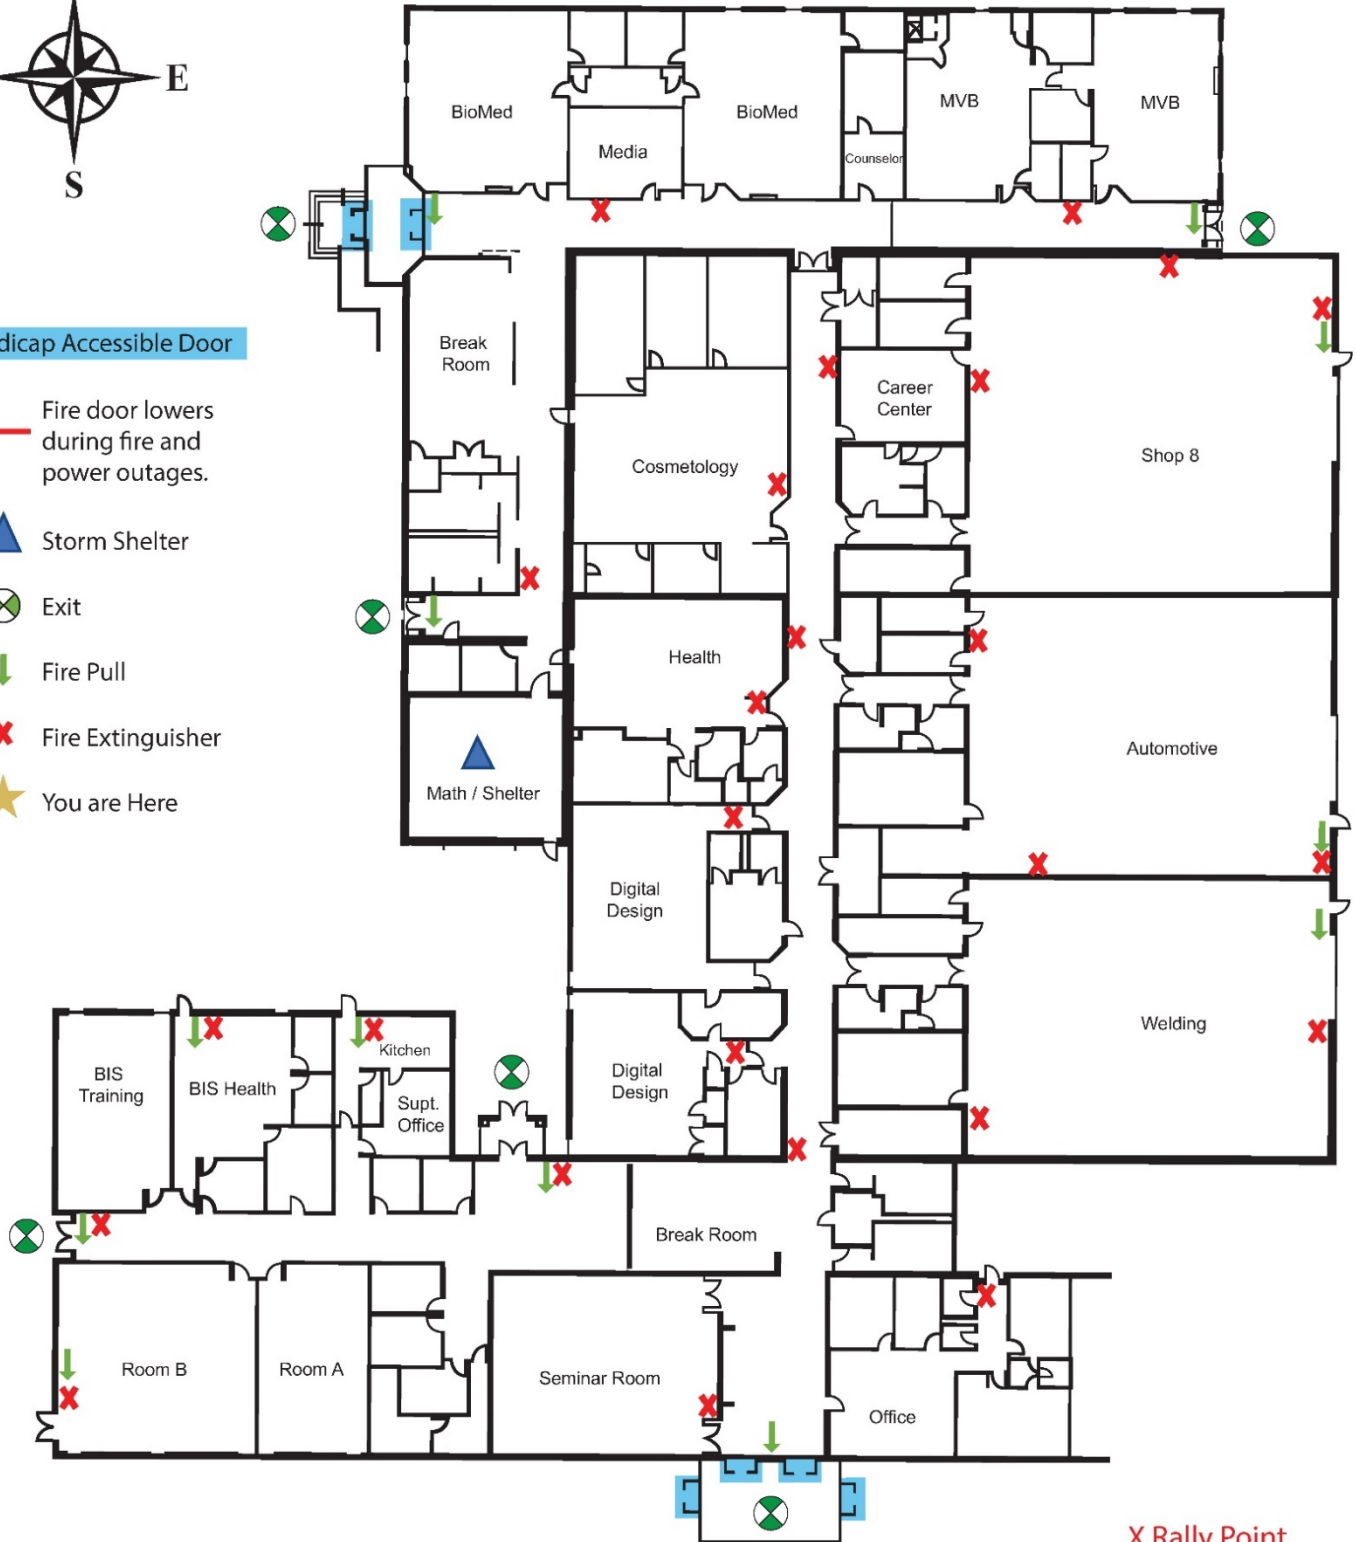 E
S
BioMed
Media
BioMed
Counselor
MVB
MVB
dicap Accessible Door
Fire door lowers
during fire and
power outages.
Storm Shelter
Exit
Fire Pull
Fire Extinguisher
You are Here
Break
Room
Cosmetology
Career
Center
Shop 8
Health
Math / Shelter
Automotive
Digital
Design
Welding
Digital
Design
BIS
Training
BIS Health
Kitchen
Supt.
Office
Break Room
Room B
Room A
Seminar Room
Office
X Rally Point